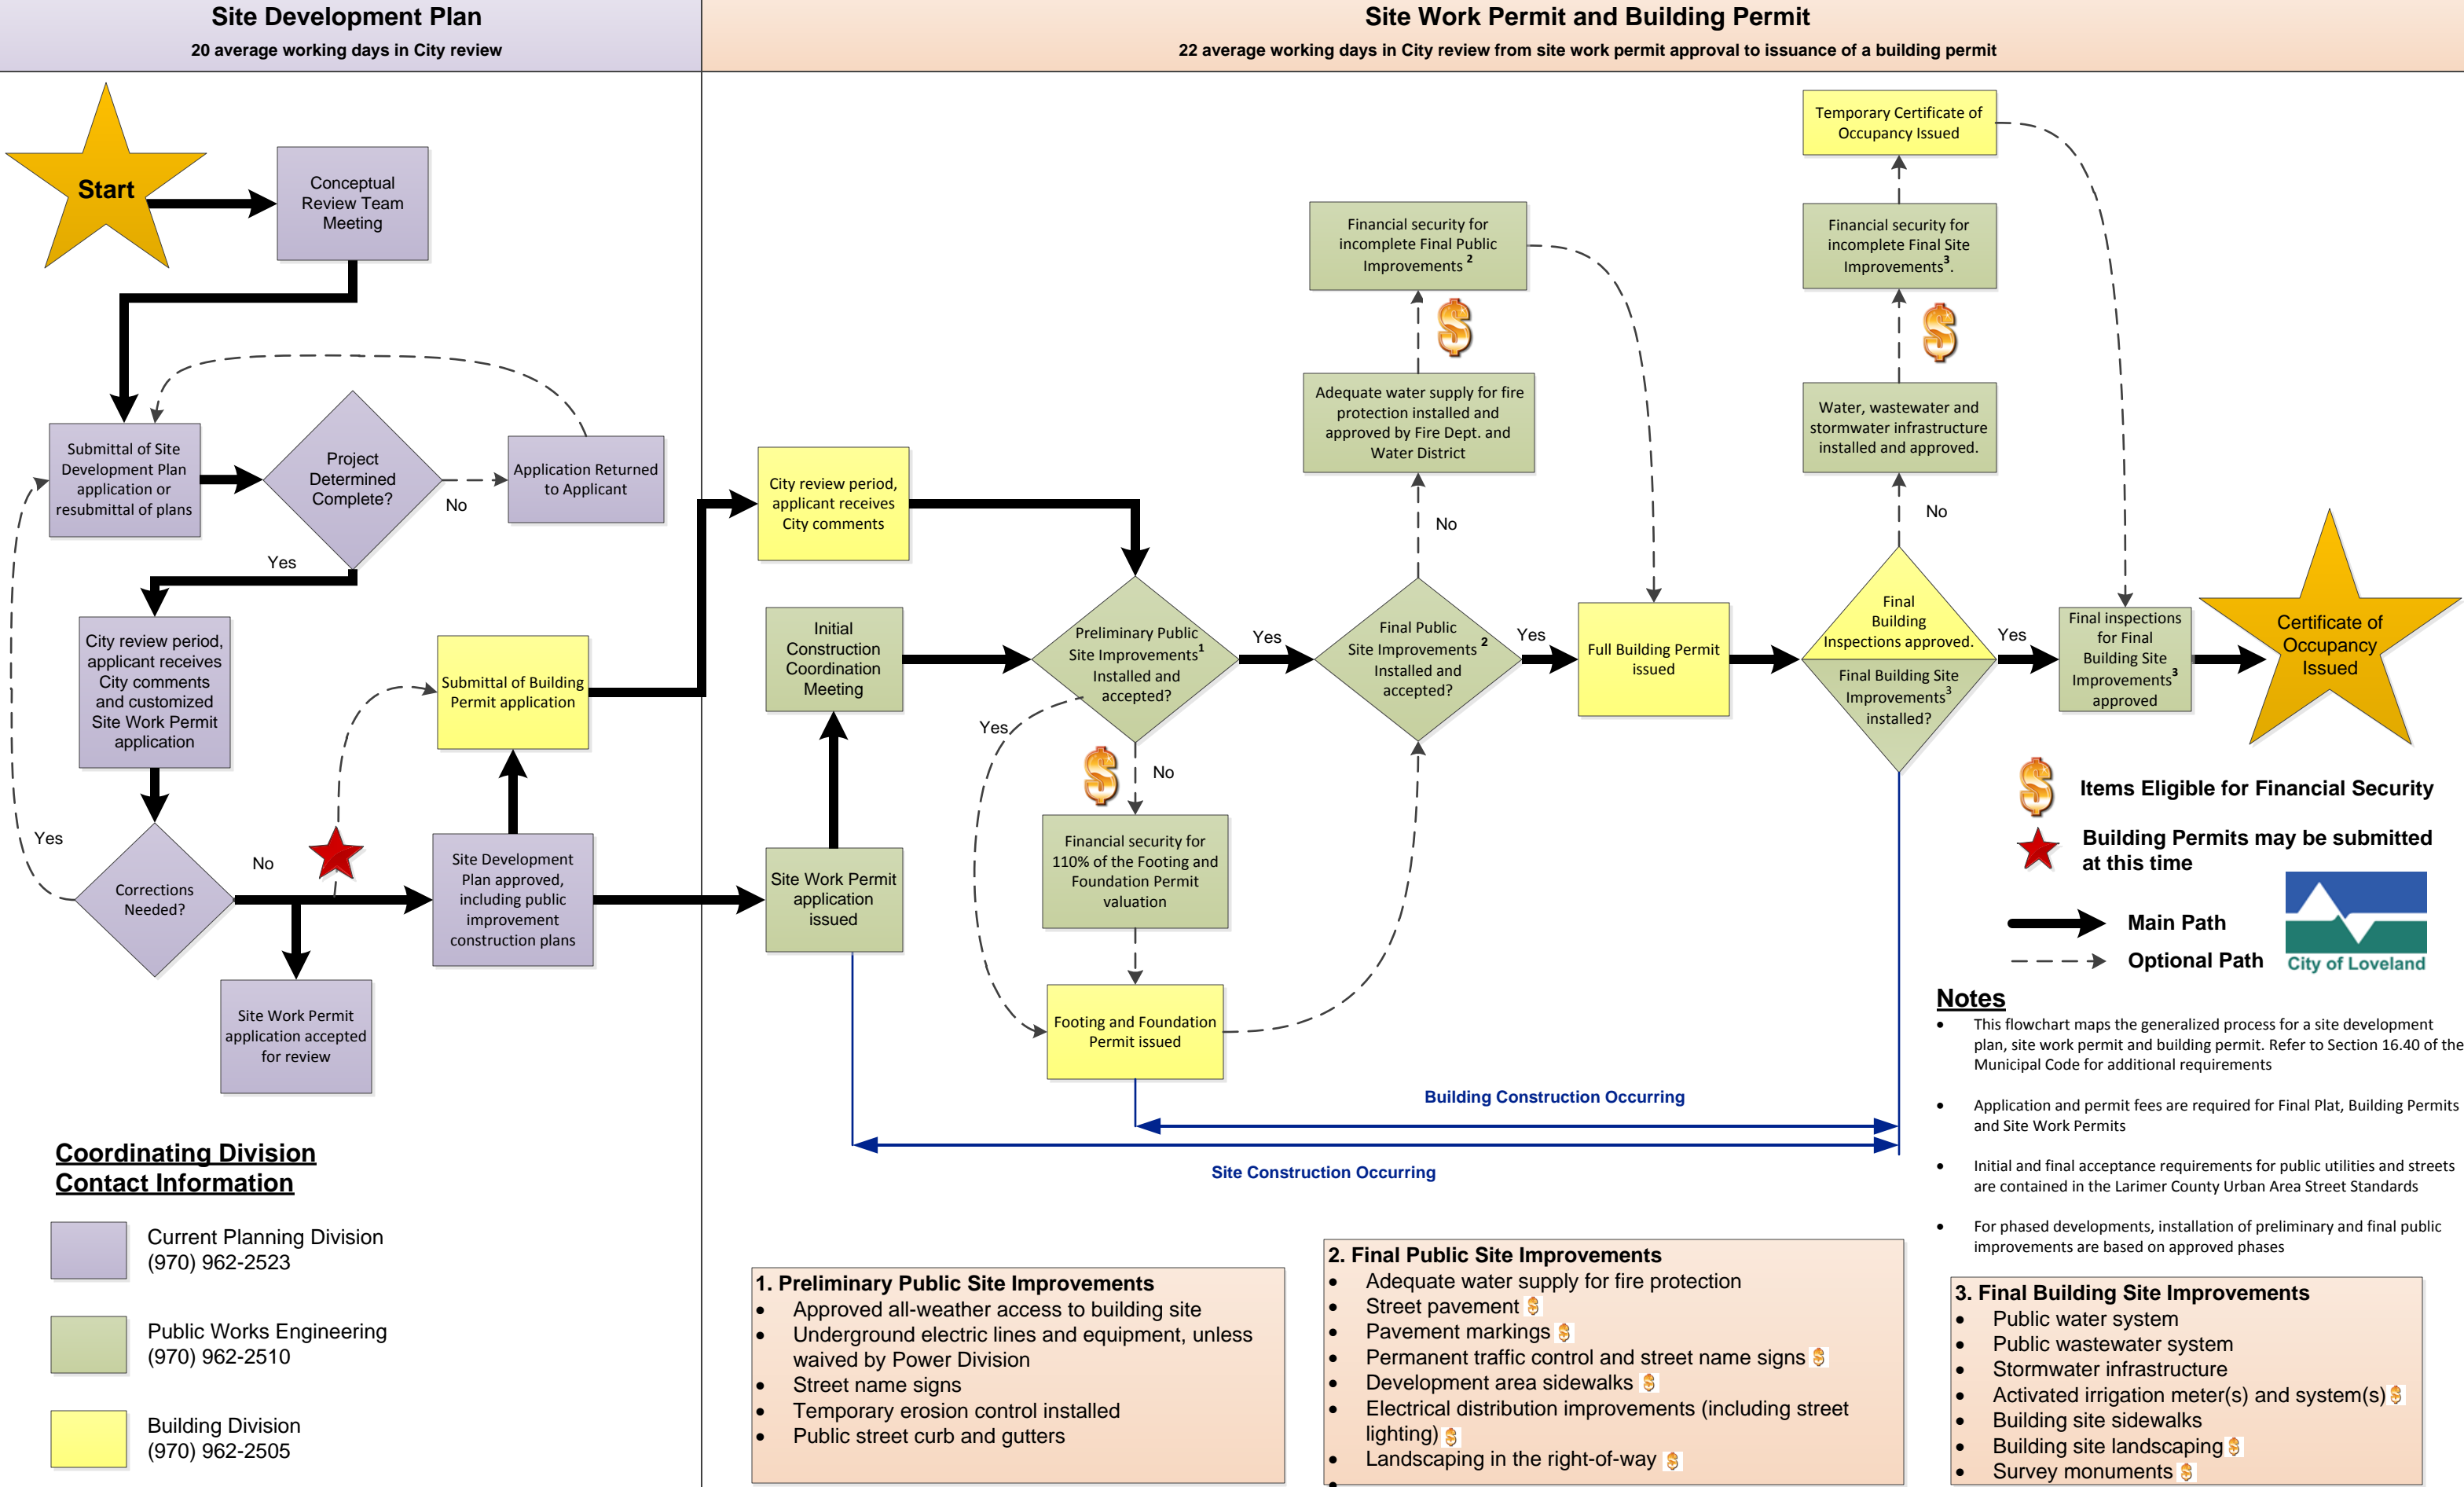 Site Development Plan
20 average working days in City review
Site Work Permit and Building Permit
22 average working days in City review from site work permit approval to issuance of a building permit
Start
Conceptual
Review Team
Meeting
Submittal of Site
Development Plan
application or
resubmittal of plans
Project
Determined
Complete?
No
Application Returned
to Applicant
Yes
City review period,
applicant receives
City comments
and customized
Site Work Permit
application
Corrections
Needed?
Yes
No
Site Work Permit
application accepted
for review
Site Development
Plan approved,
including public
improvement
construction plans
Submittal of Building
Permit application
City review period,
applicant receives
City comments
Site Work Permit
application
issued
Initial
Construction
Coordination
Meeting
Preliminary Public
Site Improvements1
Installed and
accepted?
Yes
Yes
No
Financial security for
110% of the Footing and
Foundation Permit
valuation
Footing and Foundation
Permit issued
Final Public
Site Improvements 2
Installed and
accepted?
No
Adequate water supply for fire
protection installed and
approved by Fire Dept. and
Water District
Financial security for
incomplete Final Public
Improvements 2
Yes
Full Building Permit
issued
Final
Building
Inspections approved.
Final Building Site
Improvements3
installed?
No
Water, wastewater and
stormwater infrastructure
installed and approved.
Financial security for
incomplete Final Site
Improvements3.
Temporary Certificate of
Occupancy Issued
Yes
Final inspections
for Final
Building Site
Improvements3
approved
Certificate of
Occupancy
Issued
Building Construction Occurring
Site Construction Occurring
Items Eligible for Financial Security
Building Permits may be submitted
at this time
Main Path
Optional Path
City of Loveland
Notes
• This flowchart maps the generalized process for a site development
plan, site work permit and building permit. Refer to Section 16.40 of the
Municipal Code for additional requirements
• Application and permit fees are required for Final Plat, Building Permits
and Site Work Permits
• Initial and final acceptance requirements for public utilities and streets
are contained in the Larimer County Urban Area Street Standards
• For phased developments, installation of preliminary and final public
improvements are based on approved phases
Coordinating Division
Contact Information
Current Planning Division
(970) 962-2523
Public Works Engineering
(970) 962-2510
Building Division
(970) 962-2505
1. Preliminary Public Site Improvements
• Approved all-weather access to building site
• Underground electric lines and equipment, unless
waived by Power Division
• Street name signs
• Temporary erosion control installed
• Public street curb and gutters
2. Final Public Site Improvements
• Adequate water supply for fire protection
• Street pavement $
• Pavement markings $
• Permanent traffic control and street name signs $
• Development area sidewalks $
• Electrical distribution improvements (including street
lighting) $
• Landscaping in the right-of-way $
3. Final Building Site Improvements
• Public water system
• Public wastewater system
• Stormwater infrastructure
• Activated irrigation meter(s) and system(s) $
• Building site sidewalks
• Building site landscaping $
• Survey monuments $